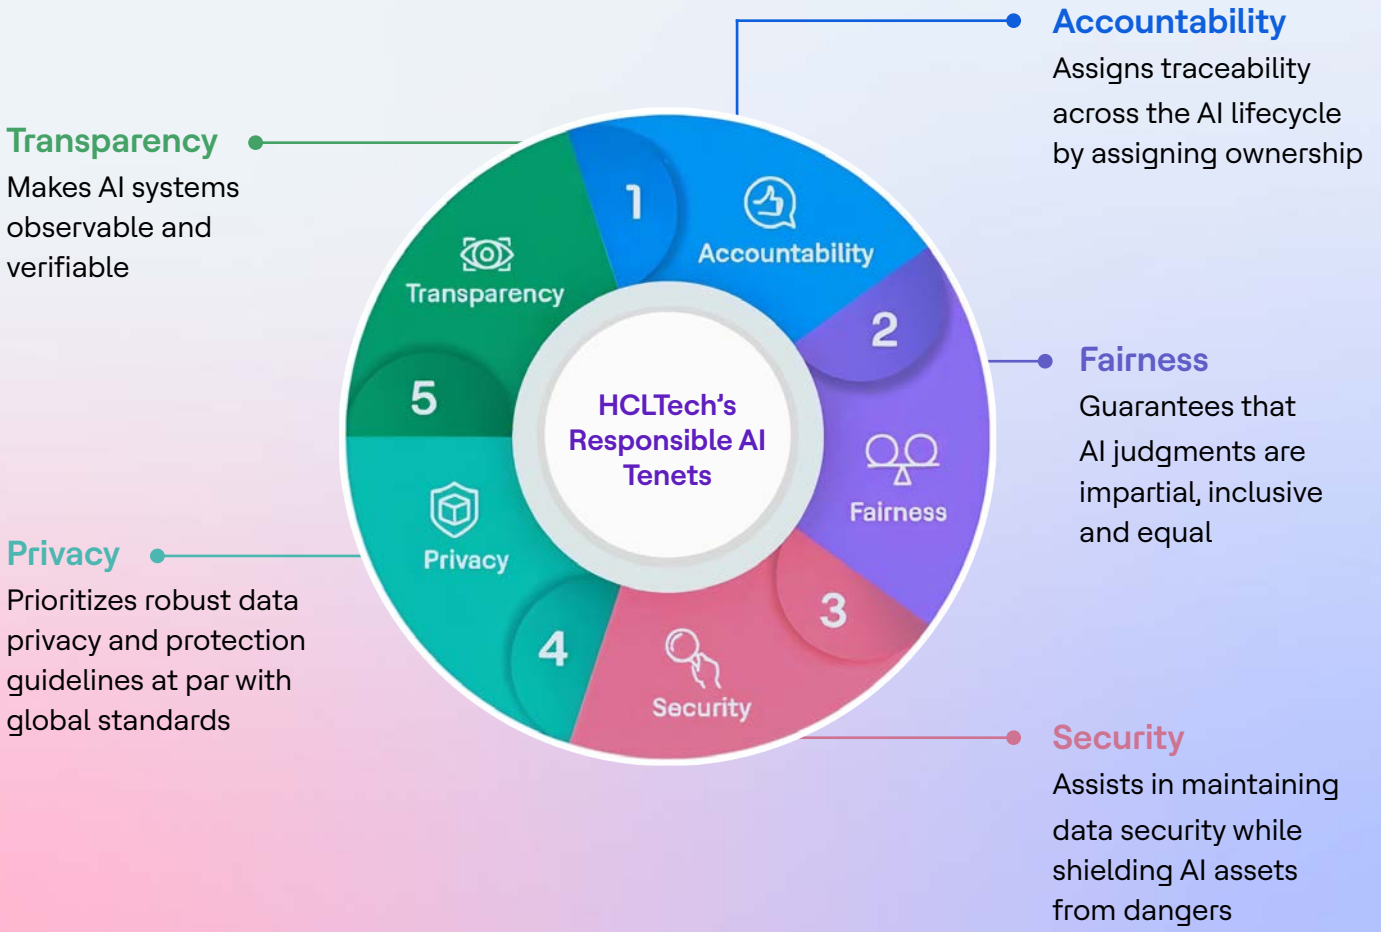 Accountability
Assigns traceability
across the AI lifecycle
by assigning ownership
Transparency
Makes AI systems
observable and
verifiable
1
Accountability
Transparency
2
Fairness
Guarantees that
AI judgments are
impartial, inclusive
and equal
5
HCLTech's
Responsible AI
Tenets
Fairness
Privacy
Privacy
Prioritizes robust data
privacy and protection
guidelines at par with
global standards
3
4
Security
Security
Assists in maintaining
data security while
shielding AI assets
from dangers